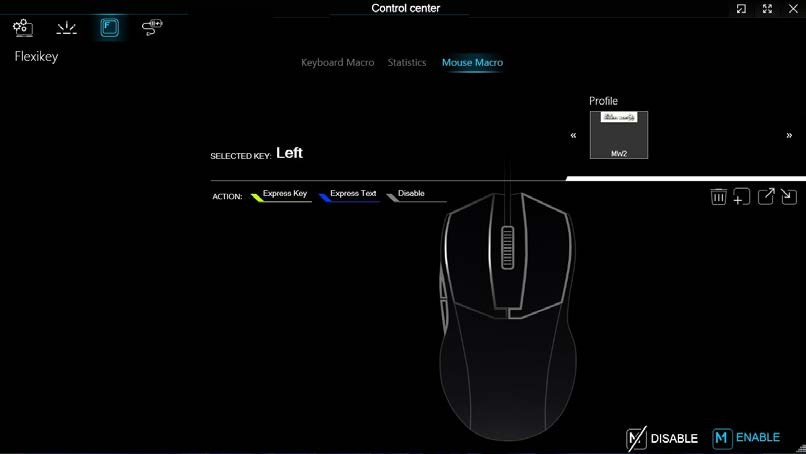 Control center
F
Flexikey
Keyboard Macro Statistics Mouse Macro
Profile
« »
MW2
SELECTED KEY: Left
ACTION: Express Key Express Text Disable
M DISABLE M ENABLE